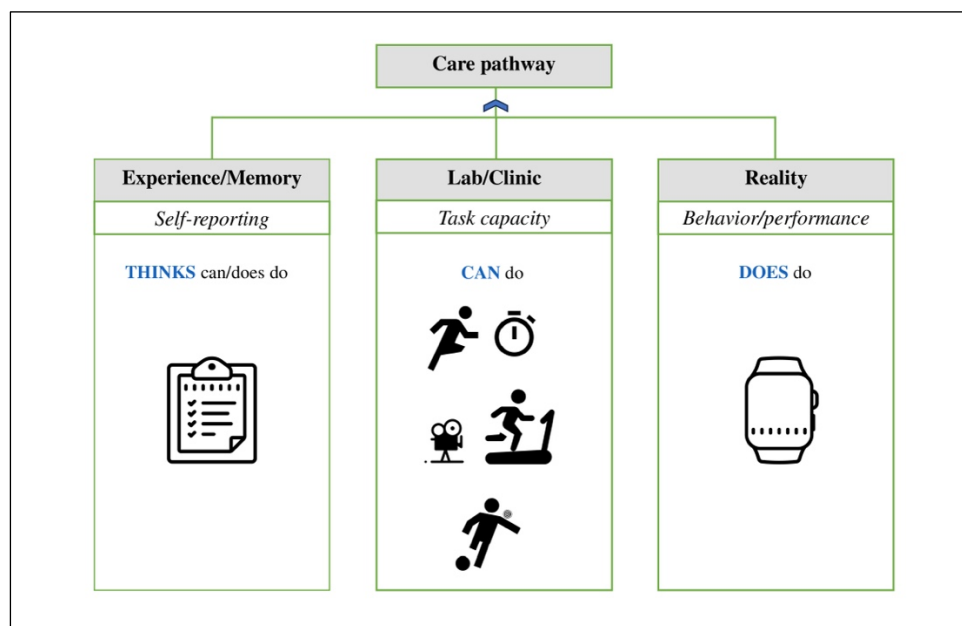 Care pathway
Experience/Memory
Self-reporting
THINKS can/does do
Lab/Clinic
Task capacity
CAN do
Reality
Behavior/performance
DOES do